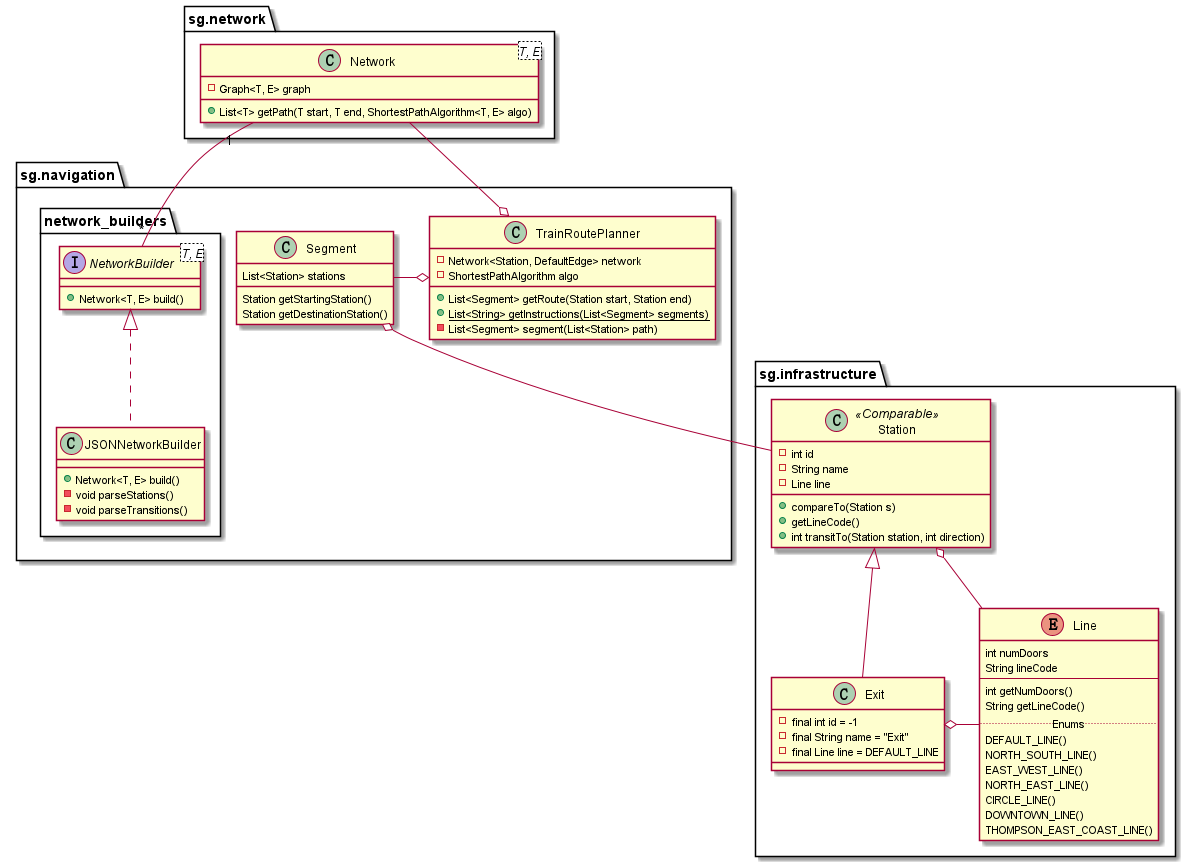 sg.network
T, E
C Network
Graph<T, E> graph
List<T> getPath(T start, T end, ShortestPathAlgorithm<T, E> algo)
1
sg.navigation
network_builders
T, E
I NetworkBuilder
Network<T, E> build()
C JSONNetworkBuilder
Network<T, E> build()
void parseStations()
void parseTransitions()
C Segment
List<Station> stations
Station getStartingStation()
Station getDestinationStation()
C TrainRoutePlanner
Network<Station, DefaultEdge> network
ShortestPathAlgorithm algo
List<Segment> getRoute(Station start, Station end)
List<String> getInstructions(List<Segment> segments)
List<Segment> segment(List<Station> path)
sg.infrastructure
C «Comparable»
Station
int id
String name
Line line
compareTo(Station s)
getLineCode()
int transitTo(Station station, int direction)
C Exit
final int id = -1
final String name = "Exit"
final Line line = DEFAULT_LINE
E Line
int numDoors
String lineCode
int getNumDoors()
String getLineCode()
Enums
DEFAULT_LINE()
NORTH_SOUTH_LINE()
EAST_WEST_LINE()
NORTH_EAST_LINE()
CIRCLE_LINE()
DOWNTOWN_LINE()
THOMPSON_EAST_COAST_LINE()